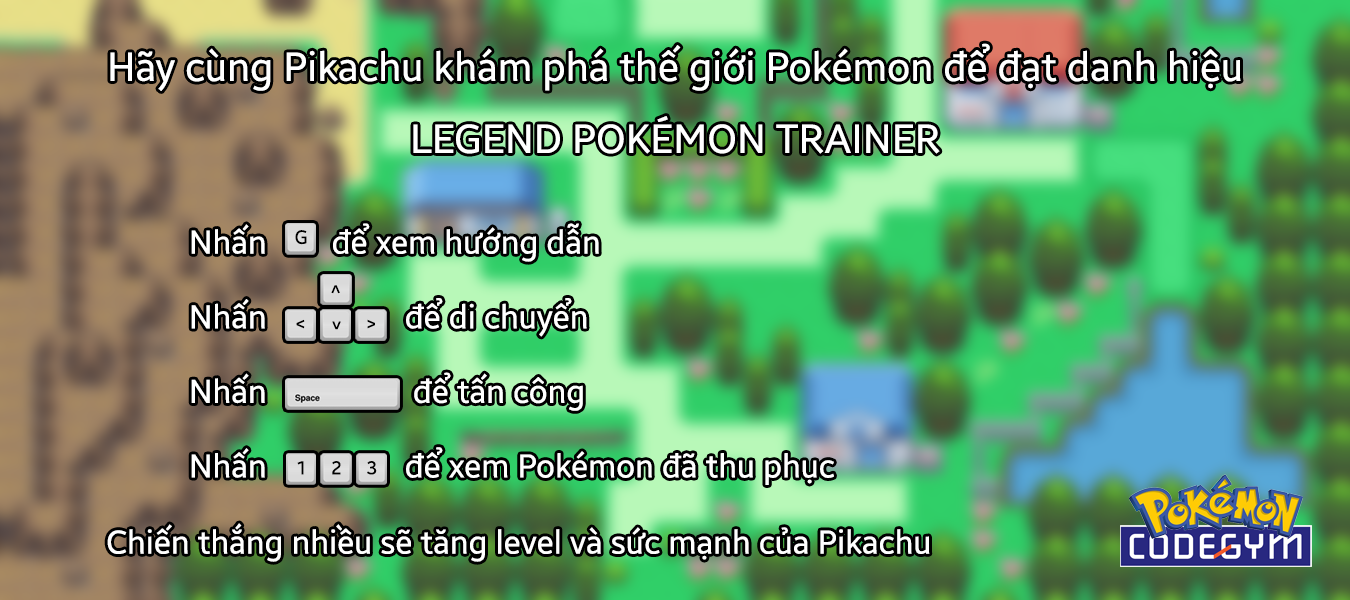 Hãy cùng Pikachu khám phá thế giới Pokémon để đạt danh hiệu
LEGEND POKÉMON TRAINER
Nhấn G để xem hướng dẫn
Nhấn ^ < v > để di chuyển
Nhấn Space để tấn công
Nhấn 1 2 3 để xem Pokémon đã thu phục
Chiến thắng nhiều sẽ tăng level và sức mạnh của Pikachu
POKÉMON
CODEGYM